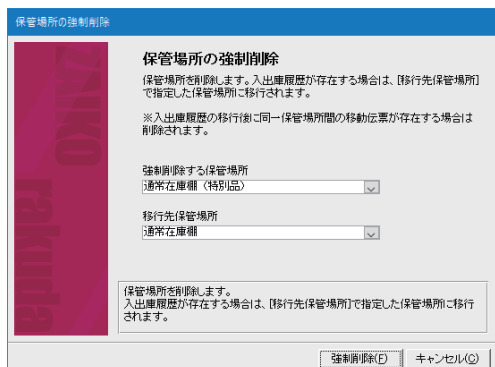 保管場所の強制削除
ZAIKO rakuda
保管場所の強制削除
保管場所を削除します。入出庫履歴が存在する場合は、[移行先保管場所]
で指定した保管場所に移行されます。
※入出庫履歴の移行後に同一保管場所間の移動伝票が存在する場合は
削除されます。
強制削除する保管場所
通常在庫棚（特別品）
移行先保管場所
通常在庫棚
保管場所を削除します。
入出庫履歴が存在する場合は、[移行先保管場所]で指定した保管場所に移行
されます。
強制削除(F) キャンセル(C)